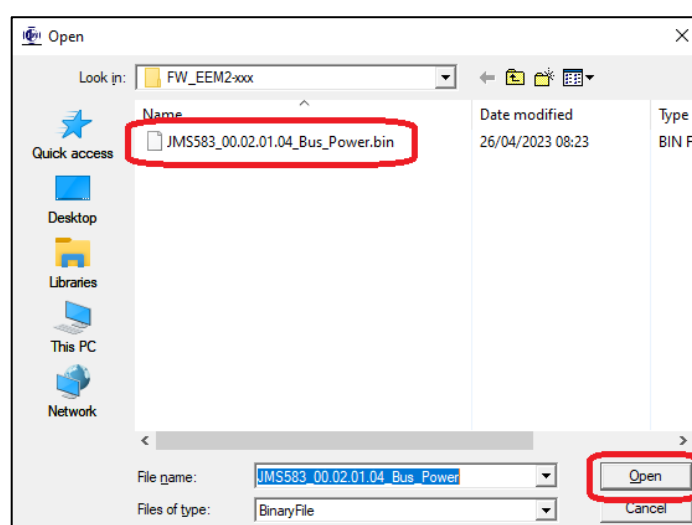 Open
Look in: FW_EEM2-xxx
Name Date modified Type
JMS583_00.02.01.04_Bus_Power.bin 26/04/2023 08:23 BIN F
Quick access
Desktop
Libraries
This PC
Network
File name: JMS583_00.02.01.04_Bus_Power Open
Files of type: BinaryFile Cancel